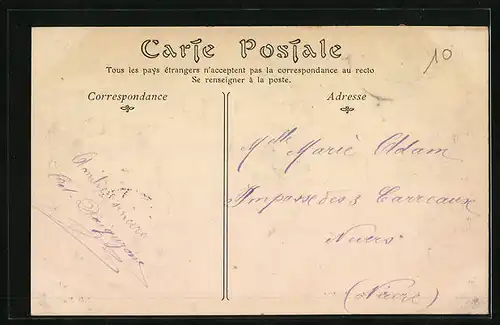 Carte Postale
Tous les pays étrangers n'acceptent pas la correspondance au recto
Se renseigner à la poste.
Correspondance
Adresse
10
Mlle Marie Adam
Impasse des 3 Carreaux
Nevers
(Nièvre)
sincère